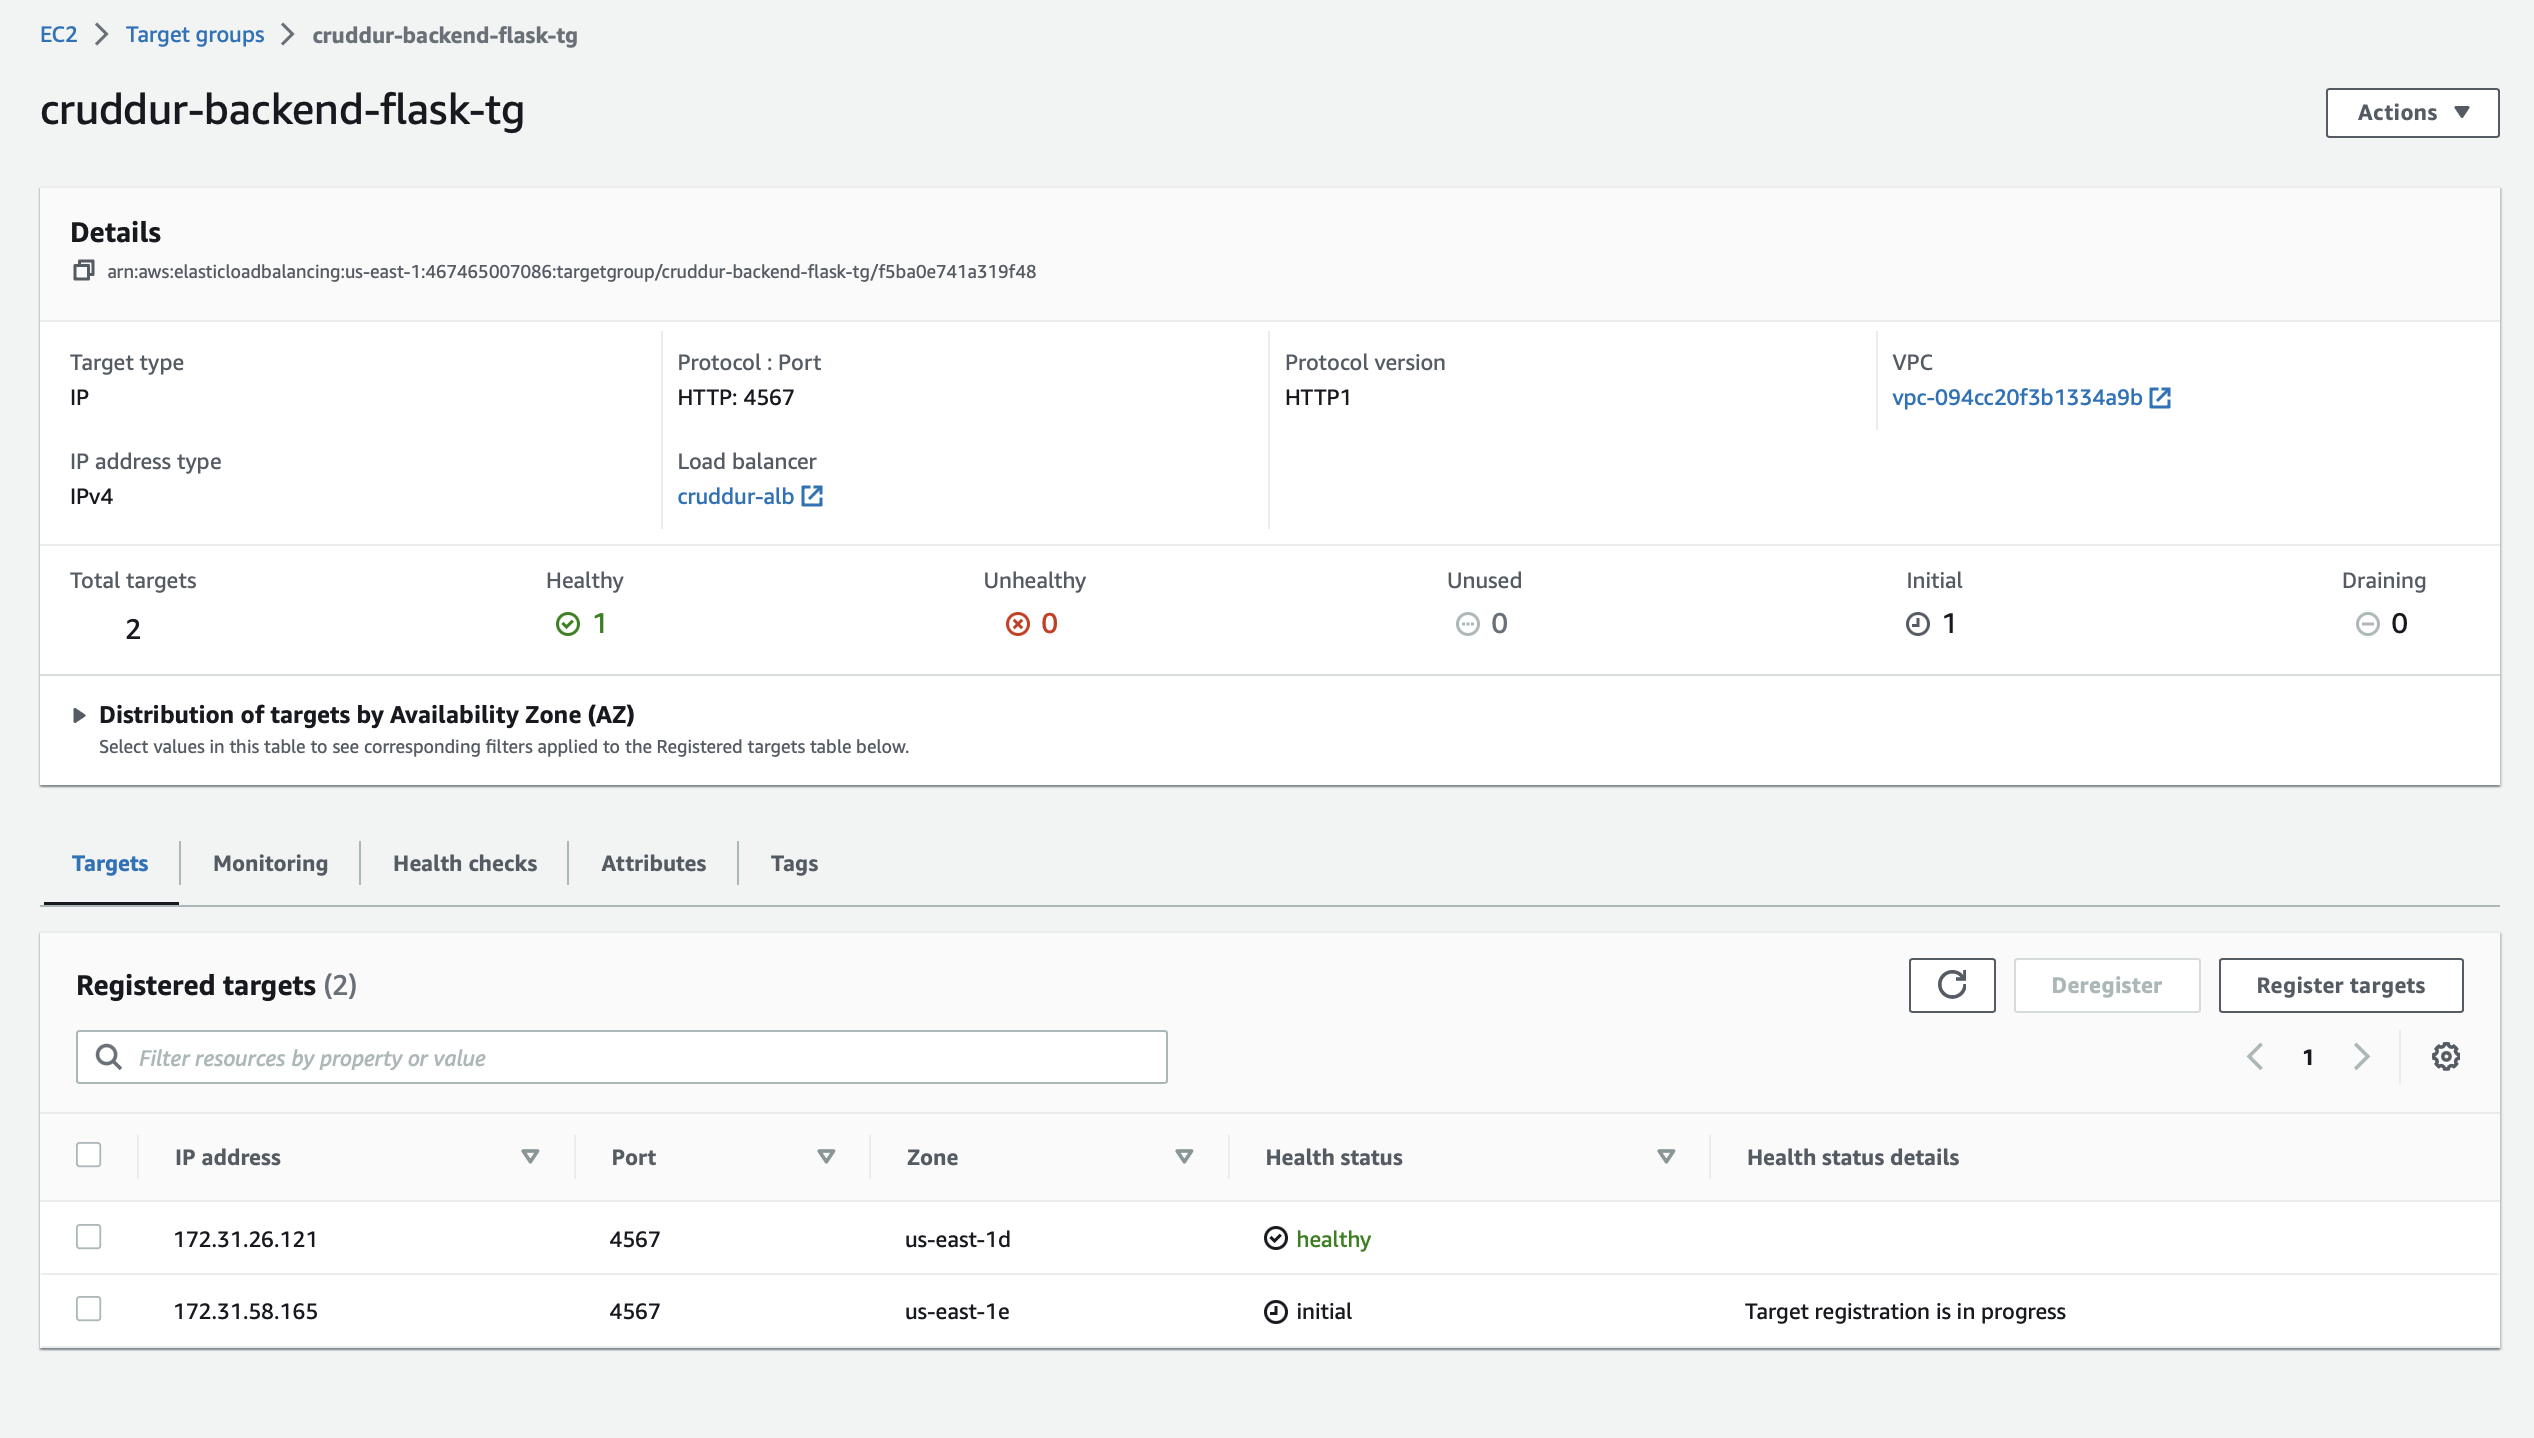 EC2 > Target groups > cruddur-backend-flask-tg
cruddur-backend-flask-tg
Actions
Details
arn:aws:elasticloadbalancing:us-east-1:467465007086:targetgroup/cruddur-backend-flask-tg/f5ba0e741a319f48
Target type
IP
Protocol : Port
HTTP: 4567
Protocol version
HTTP1
VPC
vpc-094cc20f3b1334a9b
IP address type
IPv4
Load balancer
cruddur-alb
Total targets
2
Healthy
1
Unhealthy
0
Unused
0
Initial
1
Draining
0
Distribution of targets by Availability Zone (AZ)
Select values in this table to see corresponding filters applied to the Registered targets table below.
Targets
Monitoring
Health checks
Attributes
Tags
Registered targets (2)
Deregister
Register targets
Filter resources by property or value
1
IP address Port Zone Health status Health status details
172.31.26.121 4567 us-east-1d healthy
172.31.58.165 4567 us-east-1e initial Target registration is in progress